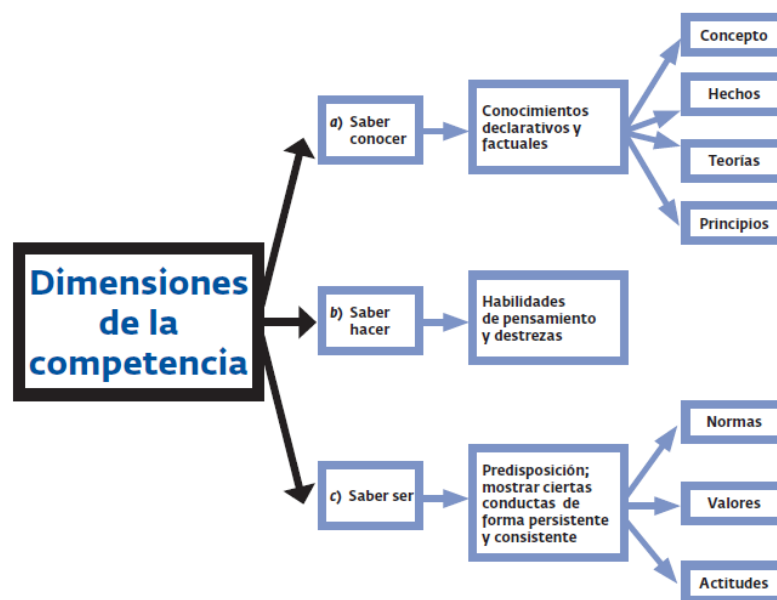 Dimensiones
de la
competencia
a) Saber
conocer
Conocimientos
declarativos y
factuales
Concepto
Hechos
Teorías
Principios
b) Saber
hacer
Habilidades
de pensamiento
y destrezas
c) Saber ser
Predisposición;
mostrar ciertas
conductas de
forma persistente
y consistente
Normas
Valores
Actitudes